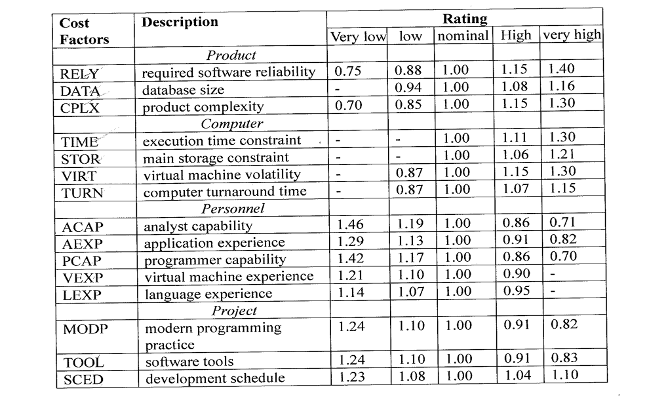 Cost Factors Description Rating
Very low low nominal High very high
Product
RELY required software reliability 0.75 0.88 1.00 1.15 1.40
DATA database size - 0.94 1.00 1.08 1.16
CPLX product complexity 0.70 0.85 1.00 1.15 1.30
Computer
TIME execution time constraint - - 1.00 1.11 1.30
STOR main storage constraint - - 1.00 1.06 1.21
VIRT virtual machine volatility - 0.87 1.00 1.15 1.30
TURN computer turnaround time - 0.87 1.00 1.07 1.15
Personnel
ACAP analyst capability 1.46 1.19 1.00 0.86 0.71
AEXP application experience 1.29 1.13 1.00 0.91 0.82
PCAP programmer capability 1.42 1.17 1.00 0.86 0.70
VEXP virtual machine experience 1.21 1.10 1.00 0.90 -
LEXP language experience 1.14 1.07 1.00 0.95 -
Project
MODP modern programming practice 1.24 1.10 1.00 0.91 0.82
TOOL software tools 1.24 1.10 1.00 0.91 0.83
SCED development schedule 1.23 1.08 1.00 1.04 1.10